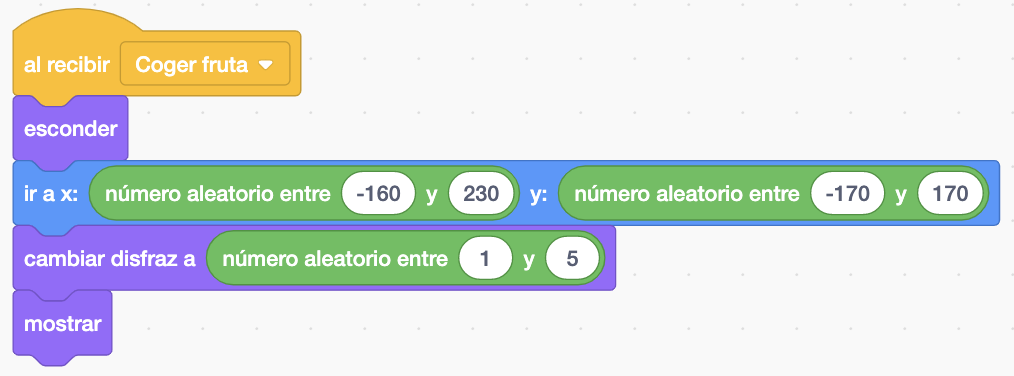 al recibir Coger fruta
esconder
ir a x: número aleatorio entre -160 y 230 y: número aleatorio entre -170 y 170
cambiar disfraz a número aleatorio entre 1 y 5
mostrar